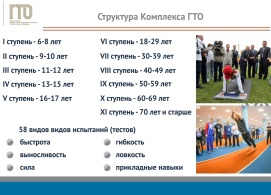 ГТО
Структура Комплекса ГТО
I ступень - 6-8 лет
II ступень - 9-10 лет
III ступень - 11-12 лет
IV ступень - 13-15 лет
V ступень - 16-17 лет
VI ступень - 18-29 лет
VII ступень - 30-39 лет
VIII ступень - 40-49 лет
IX ступень - 50-59 лет
X ступень - 60-69 лет
XI ступень - 70 лет и старше
58 видов видов испытаний (тестов)
быстрота
выносливость
сила
гибкость
ловкость
прикладные навыки